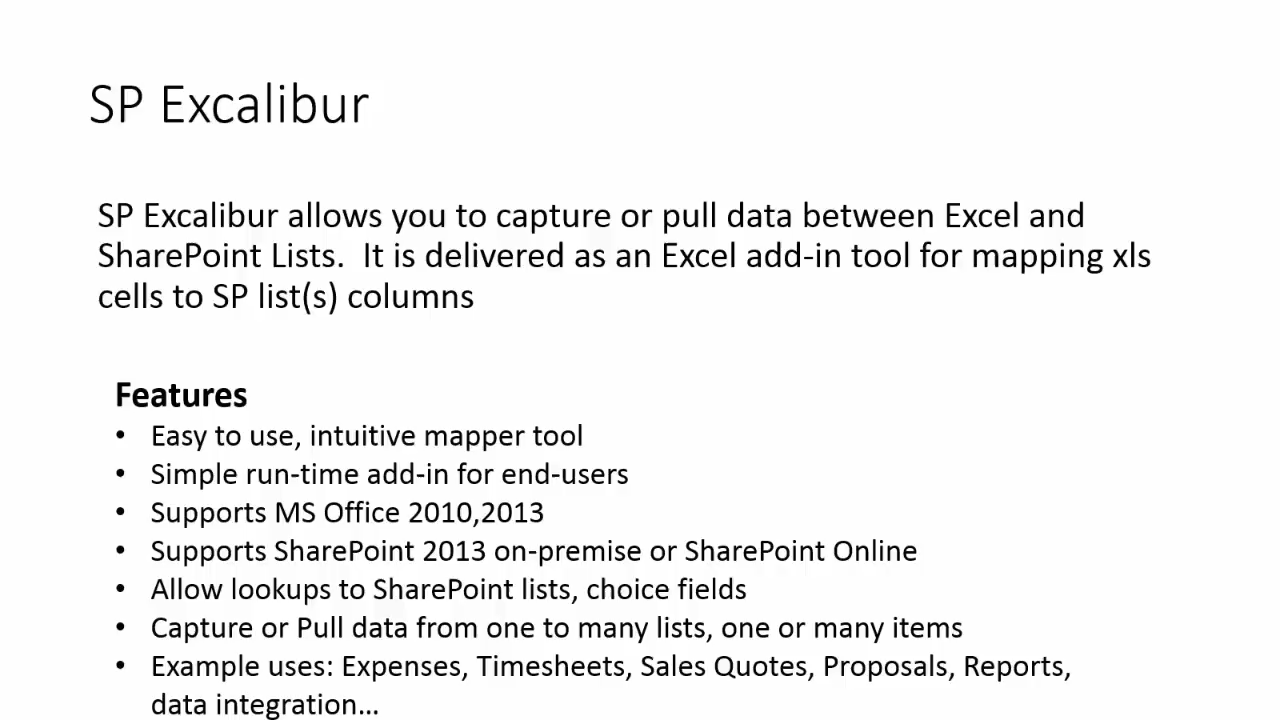 SP Excalibur
SP Excalibur allows you to capture or pull data between Excel and
SharePoint Lists.  It is delivered as an Excel add-in tool for mapping xls
cells to SP list(s) columns
Features
• Easy to use, intuitive mapper tool
• Simple run-time add-in for end-users
• Supports MS Office 2010,2013
• Supports SharePoint 2013 on-premise or SharePoint Online
• Allow lookups to SharePoint lists, choice fields
• Capture or Pull data from one to many lists, one or many items
• Example uses: Expenses, Timesheets, Sales Quotes, Proposals, Reports,
data integration…